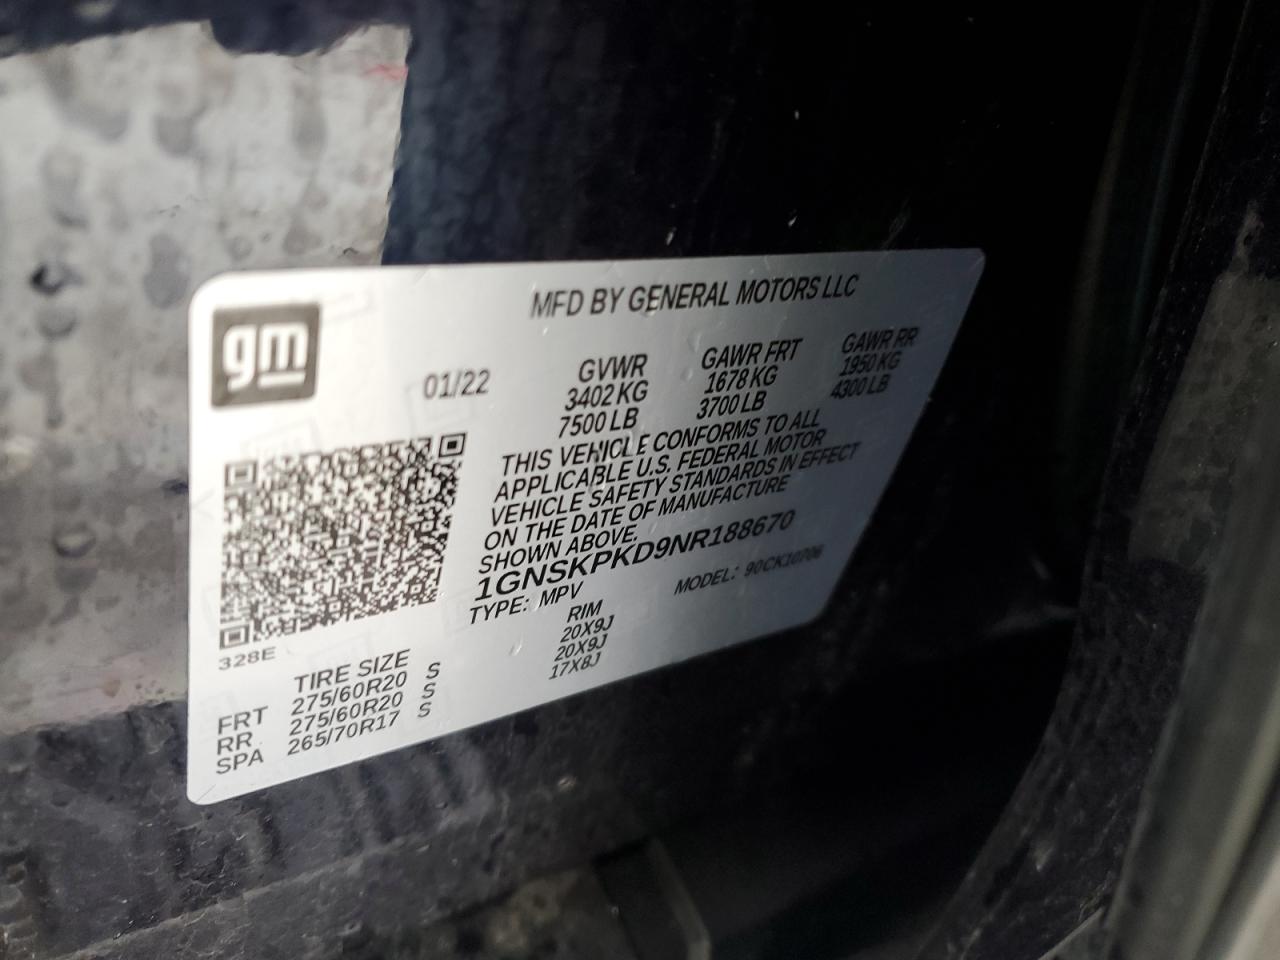 gm
MFD BY GENERAL MOTORS LLC
01/22
GVWR GAWR FRT GAWR RR
3402 KG 1678 KG 1950 KG
7500 LB 3700 LB 4300 LB
THIS VEHICLE CONFORMS TO ALL
APPLICABLE U.S. FEDERAL MOTOR
VEHICLE SAFETY STANDARDS IN EFFECT
ON THE DATE OF MANUFACTURE
SHOWN ABOVE.
1GNSKPKD9NR188670
TYPE: MPV MODEL:
328E
TIRE SIZE RIM
FRT 275/60R20 S 20X9J
RR 275/60R20 S 20X9J
SPA 265/70R17 S 17X8J